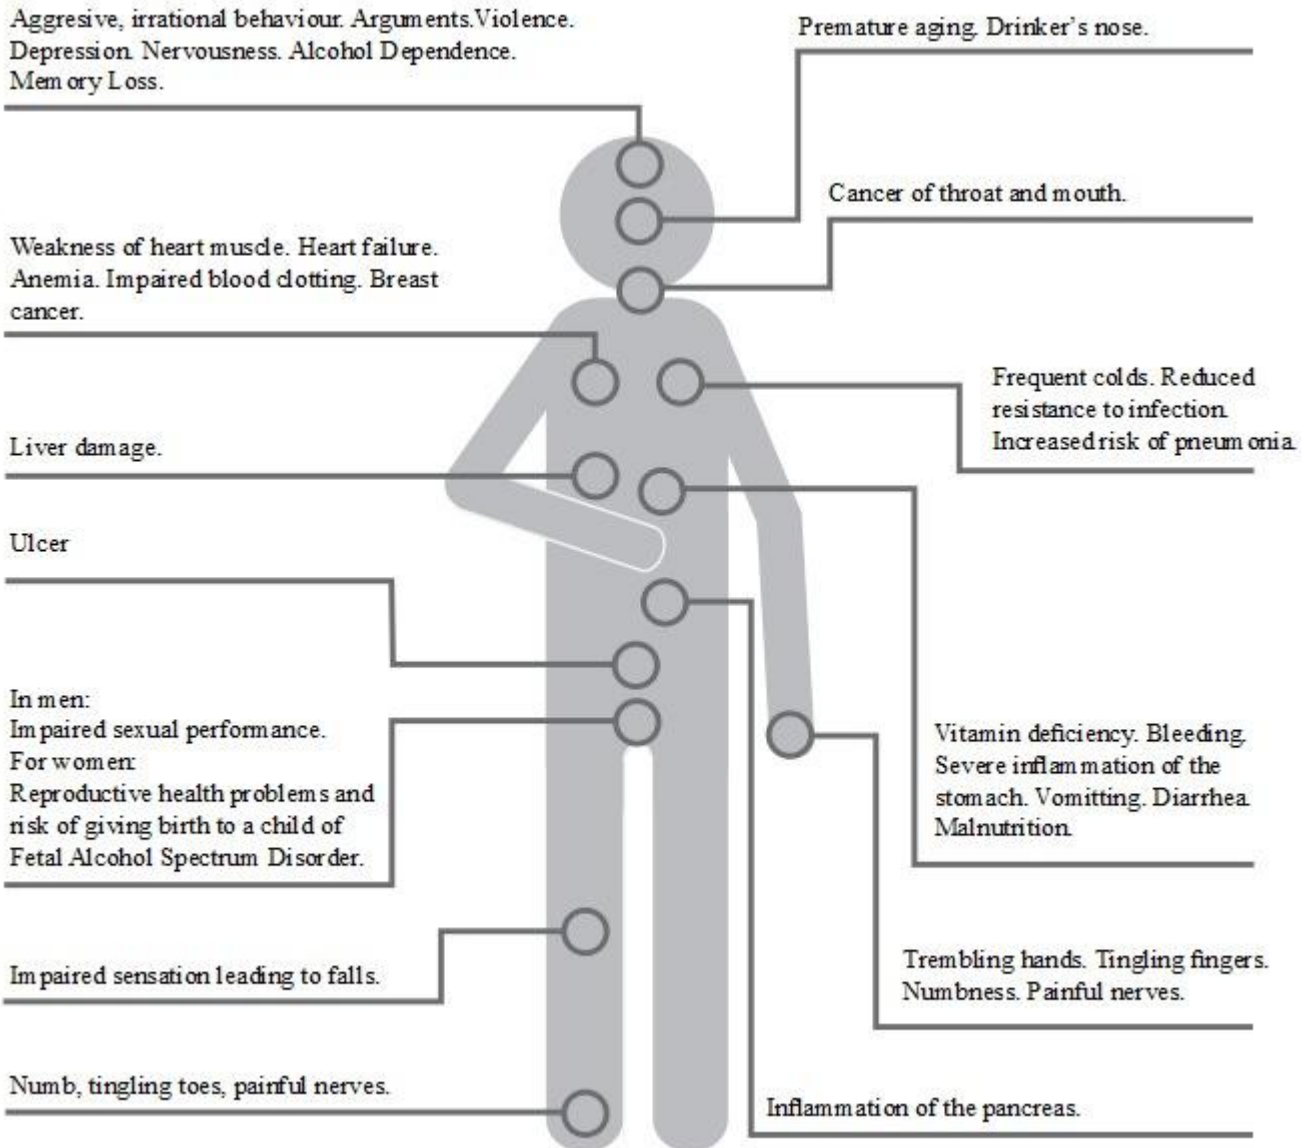 Aggresive, irrational behaviour. Arguments.Violence.
Depression. Nervousness. Alcohol Dependence.
Memory Loss.
Premature aging. Drinker’s nose.
Cancer of throat and mouth.
Weakness of heart muscle. Heart failure.
Anemia. Impaired blood clotting. Breast
cancer.
Frequent colds. Reduced
resistance to infection.
Increased risk of pneumonia.
Liver damage.
Ulcer
In men:
Impaired sexual performance.
For women:
Reproductive health problems and
risk of giving birth to a child of
Fetal Alcohol Spectrum Disorder.
Vitamin deficiency. Bleeding.
Severe inflammation of the
stomach. Vomitting. Diarrhea.
Malnutrition.
Impaired sensation leading to falls.
Trembling hands. Tingling fingers.
Numbness. Painful nerves.
Numb, tingling toes, painful nerves.
Inflammation of the pancreas.